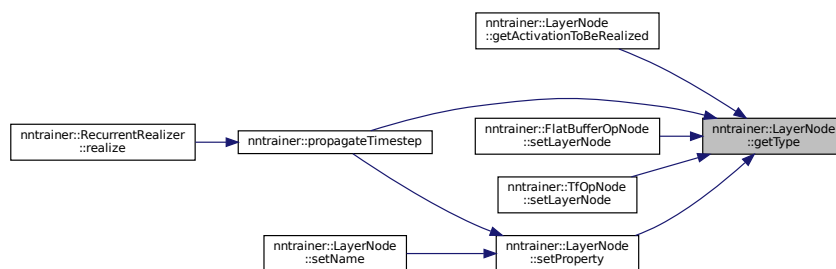 nntrainer::LayerNode
::getActivationToBeRealized
nntrainer::RecurrentRealizer
::realize
nntrainer::propagateTimestep
nntrainer::FlatBufferOpNode
::setLayerNode
nntrainer::LayerNode
::getType
nntrainer::TfOpNode
::setLayerNode
nntrainer::LayerNode
::setName
nntrainer::LayerNode
::setProperty